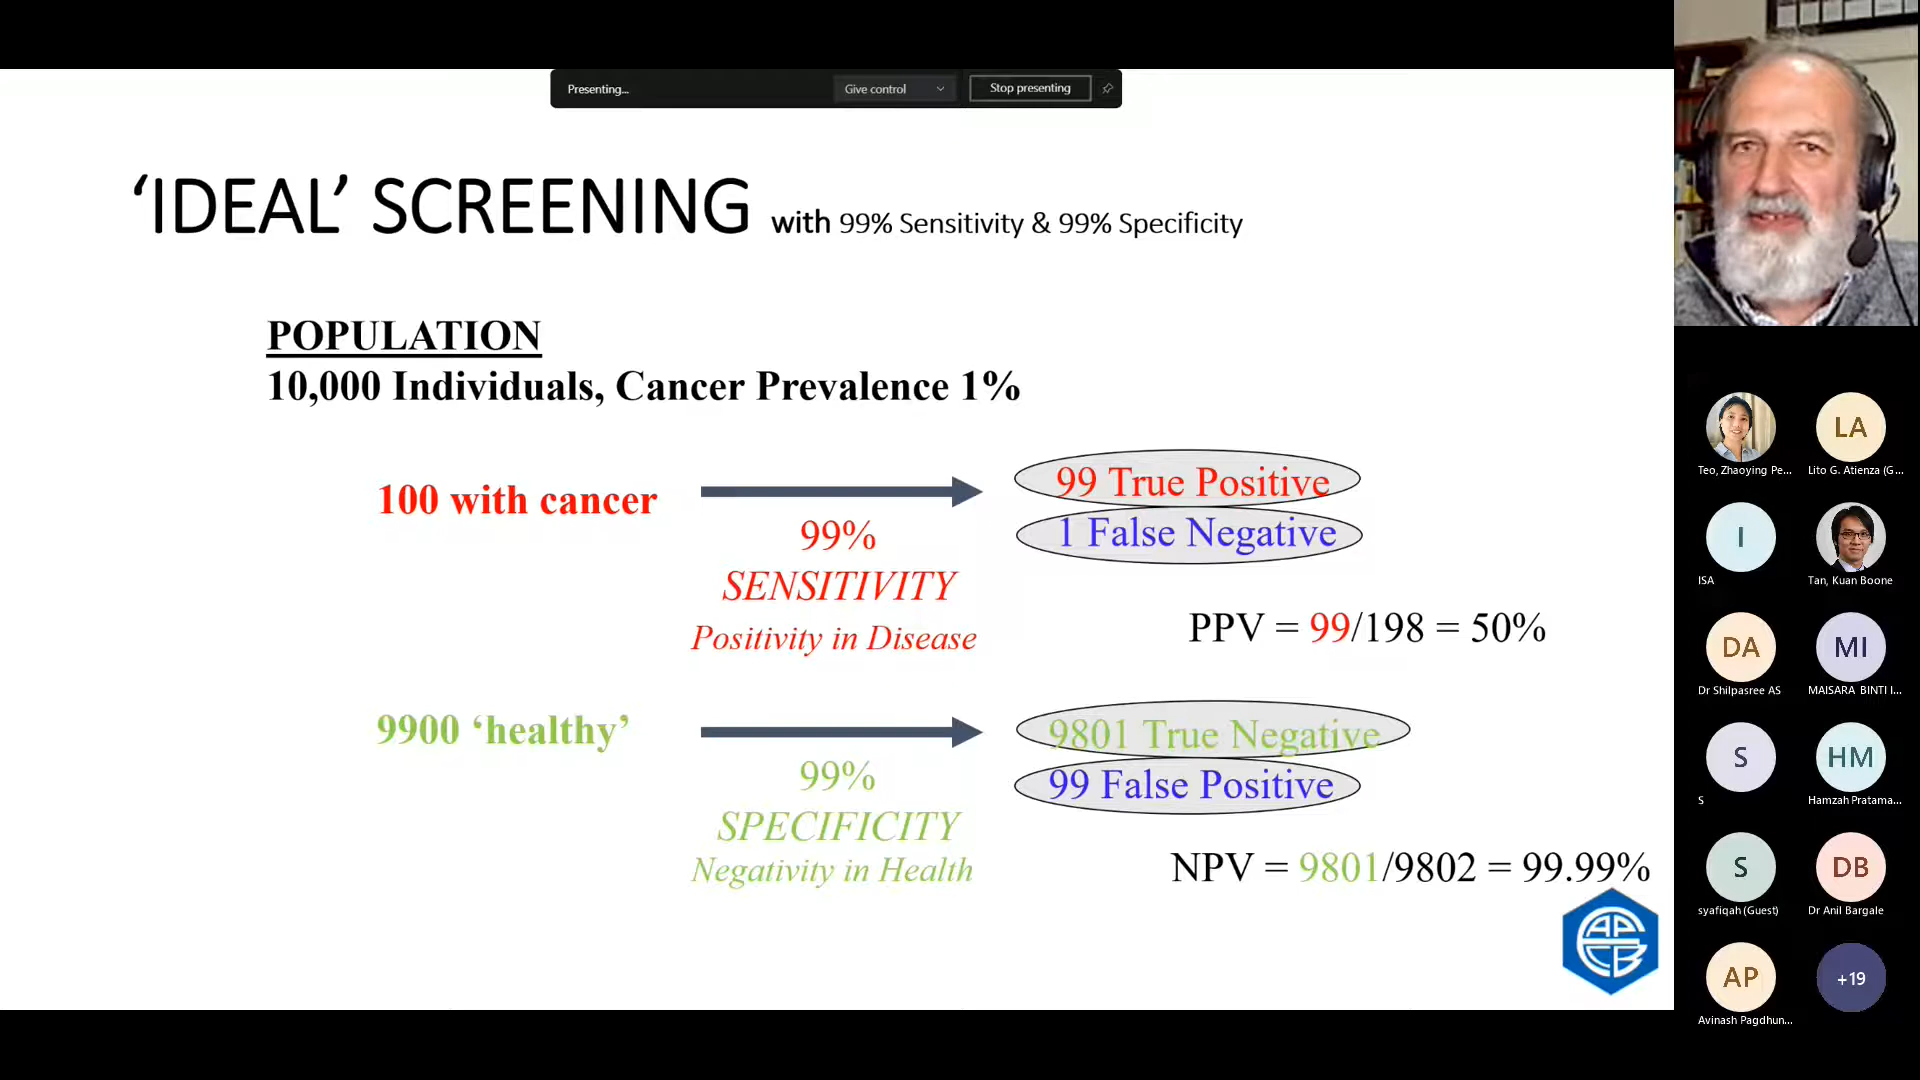 Presenting...
Give control
Stop presenting
‘IDEAL’ SCREENING with 99% Sensitivity & 99% Specificity
POPULATION
10,000 Individuals, Cancer Prevalence 1%
100 with cancer
99%
SENSITIVITY
Positivity in Disease
99 True Positive
1 False Negative
PPV = 99/198 = 50%
9900 ‘healthy’
99%
SPECIFICITY
Negativity in Health
9801 True Negative
99 False Positive
NPV = 9801/9802 = 99.99%
APFCB
Teo, Zhaoying Pe...
LA
Lito G. Atienza (G...
I
ISA
Tan, Kuan Boone
DA
Dr Shilpasree AS
MI
MAISARA BINTI I...
S
S
HM
Hamzah Pratama...
S
syafiqah (Guest)
DB
Dr Anil Bargale
AP
Avinash Pagdhun...
+19